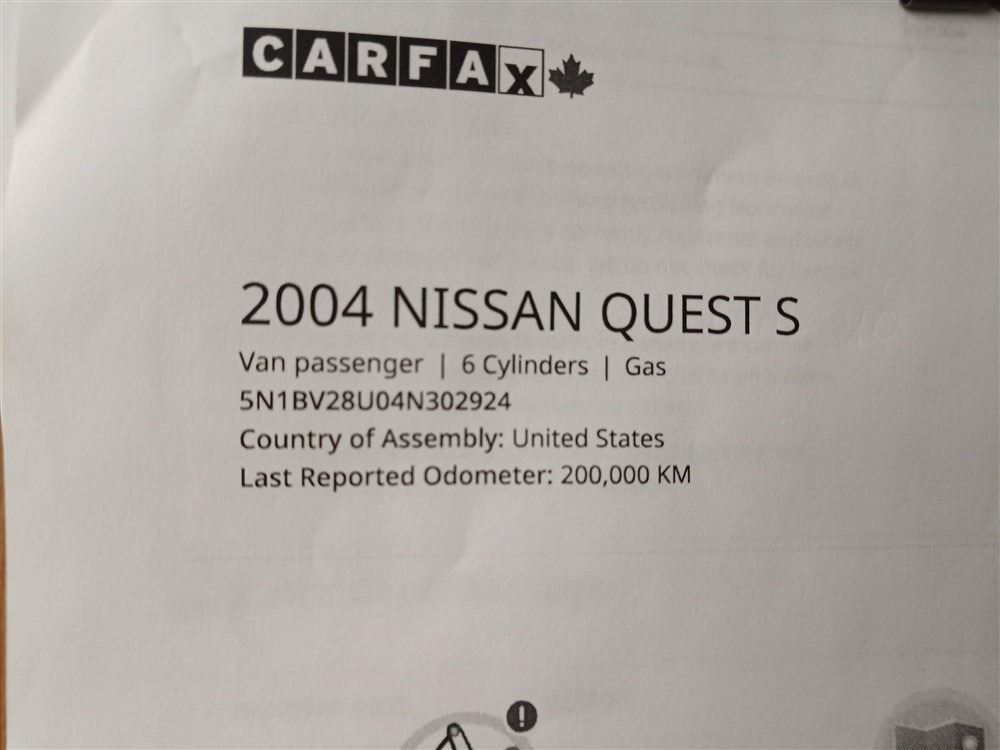 CARFAX
2004 NISSAN QUEST S
Van passenger | 6 Cylinders | Gas
5N1BV28U04N302924
Country of Assembly: United States
Last Reported Odometer: 200,000 KM